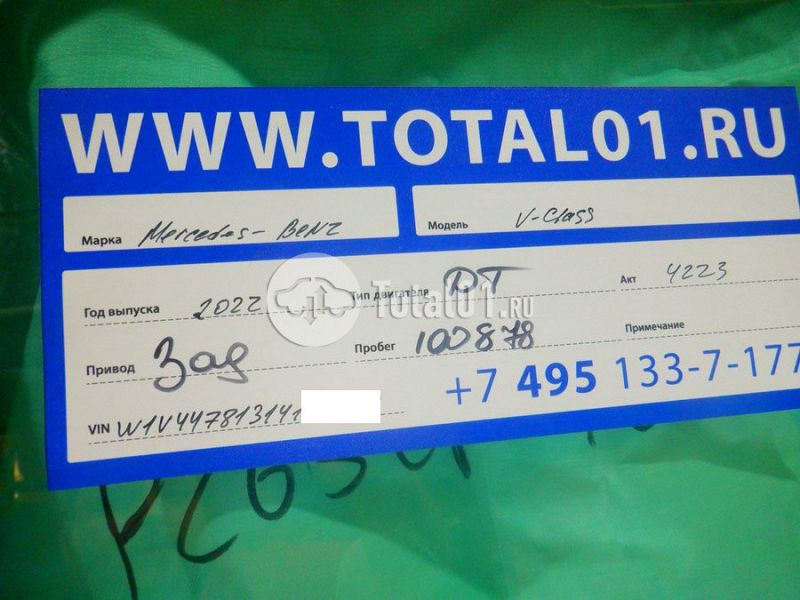 WWW.TOTAL01.RU
Марка Mercedes-Benz
Модель V-Class
Год выпуска 2022 Тип двигателя DT Акт 4223
Total01.RU
Привод Зад Пробег 100878 Примечание
VIN W1V447813141
+7 495 133-7-177